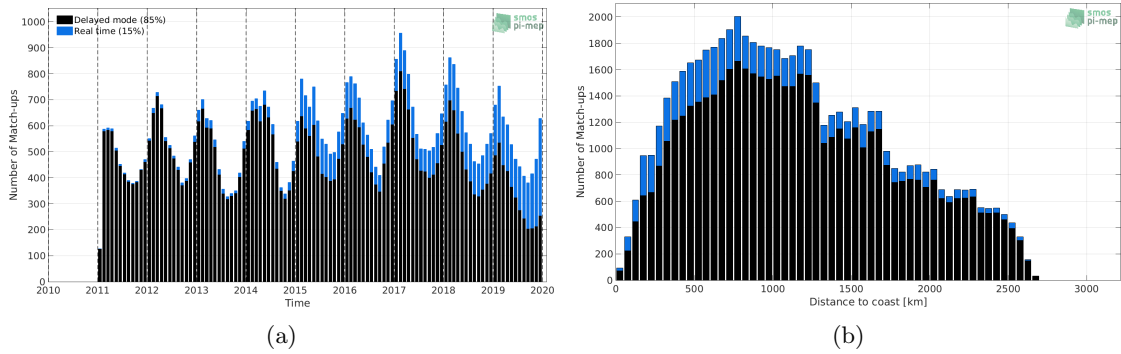 Delayed mode (85%)
Real time (15%)
smos
pi-mep
1000
900
800
700
600
500
400
300
200
100
0
Number of Match-ups
2010 2011 2012 2013 2014 2015 2016 2017 2018 2019 2020
Time
(a)
smos
pi-mep
2000
1800
1600
1400
1200
1000
800
600
400
200
0
Number of Match-ups
0 500 1000 1500 2000 2500 3000
Distance to coast [km]
(b)